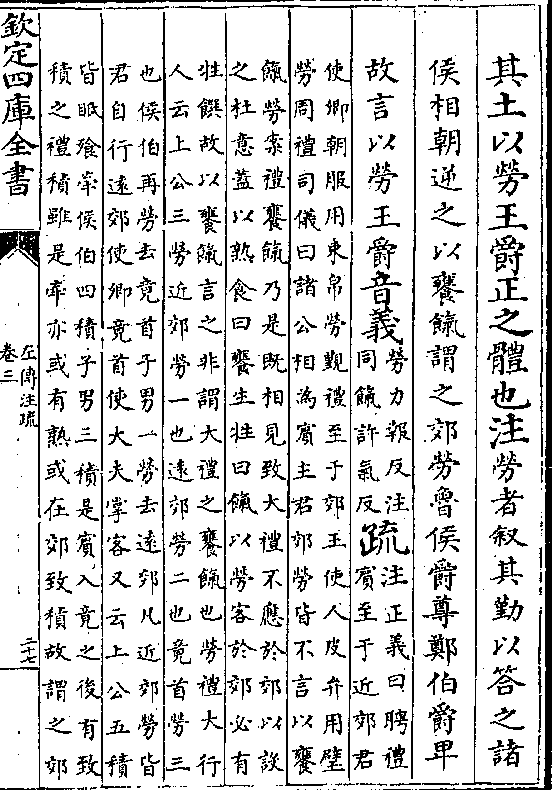 其土以勞王爵正之體也注勞者叙其勤以答之諸
侯相朝逆之以饔餼謂之郊勞魯侯爵尊鄭伯爵卑
故言以勞王爵音義勞力報反注
同餼許氣反疏注正義曰聘禮
賓至于近郊君
使卿朝服用束帛勞覲禮至于郊王使人皮弁用璧
勞周禮司儀曰諸公相為賓主君郊勞皆不言以饔
餼勞案禮饔餼乃是既相見致大禮不應於郊以設
之杜意蓋以熟食曰饔生牲曰餼以勞客於郊必有
牲饌故以饔餼言之非謂大禮之饔餼也勞禮大行
人云上公三勞近郊勞一也遠郊勞二也竟首勞三
也侯伯再勞去竟首子男一勞去遠郊凡近郊勞皆
君自行遠郊使卿竟首使大夫掌客又云上公五積
皆眡飧牽侯伯四積子男三積是賓入竟之後有致
積之禮積雖是牽亦或有熟或在郊致積故謂之郊
欽定四庫全書
左傳注疏
卷三
二十七